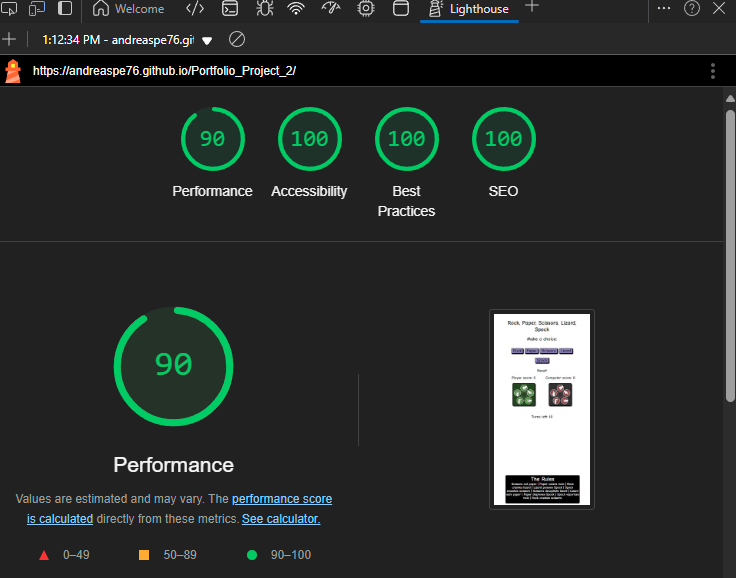 Welcome
Lighthouse
1:12:34 PM - andreaspe76.git
https://andreaspe76.github.io/Portfolio_Project_2/
90 100 100 100
Performance Accessibility Best Practices SEO
90
Performance
Values are estimated and may vary. The performance score
is calculated directly from these metrics. See calculator.
0–49 50–89 90–100
Rock, Paper, Scissors, Lizard,
Spock
Make a choice:
Result
Player score: 0 Computer score: 0
Turns left 10
The Rules